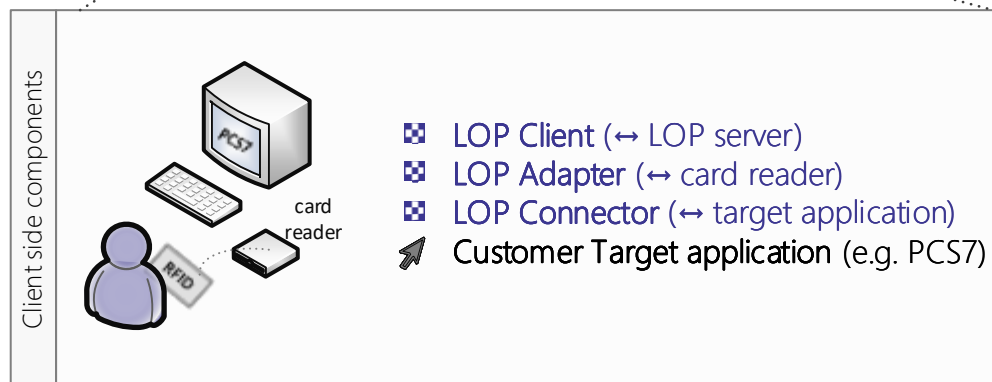 Client side components
PCS7
card
reader
RFID
LOP Client (↔ LOP server)
LOP Adapter (↔ card reader)
LOP Connector (↔ target application)
Customer Target application (e.g. PCS7)